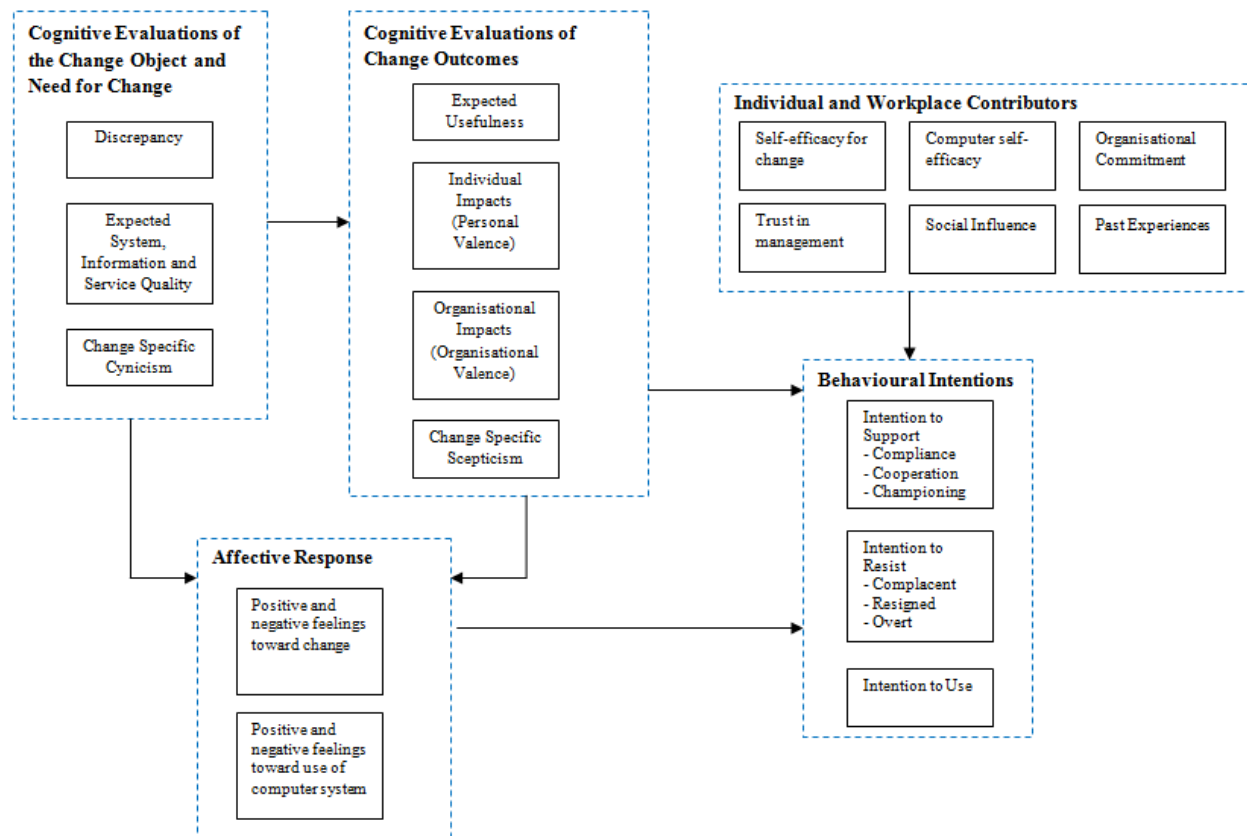 Cognitive Evaluations of
the Change Object and
Need for Change
Discrepancy
Expected
System,
Information and
Service Quality
Change Specific
Cynicism
Cognitive Evaluations of
Change Outcomes
Expected
Usefulness
Individual
Impacts
(Personal
Valence)
Organisational
Impacts
(Organisational
Valence)
Change Specific
Scepticism
Individual and Workplace Contributors
Self-efficacy for
change
Computer self-
efficacy
Organisational
Commitment
Trust in
management
Social Influence
Past Experiences
Affective Response
Positive and
negative feelings
toward change
Positive and
negative feelings
toward use of
computer system
Behavioural Intentions
Intention to
Support
- Compliance
- Cooperation
- Championing
Intention to
Resist
- Complacent
- Resigned
- Overt
Intention to Use